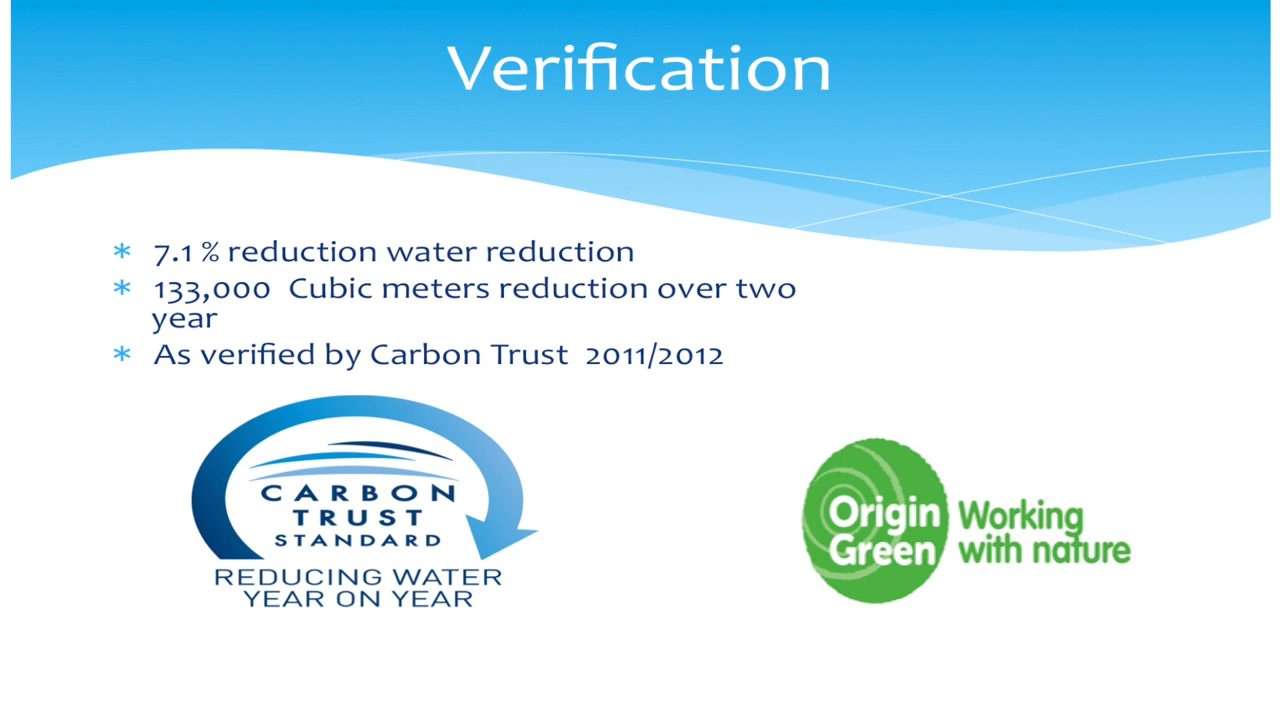 Verification
* 7.1 % reduction water reduction
* 133,000 Cubic meters reduction over two
year
* As verified by Carbon Trust 2011/2012
CARBON
TRUST
STANDARD
REDUCING WATER
YEAR ON YEAR
Origin
Green
Working
with nature